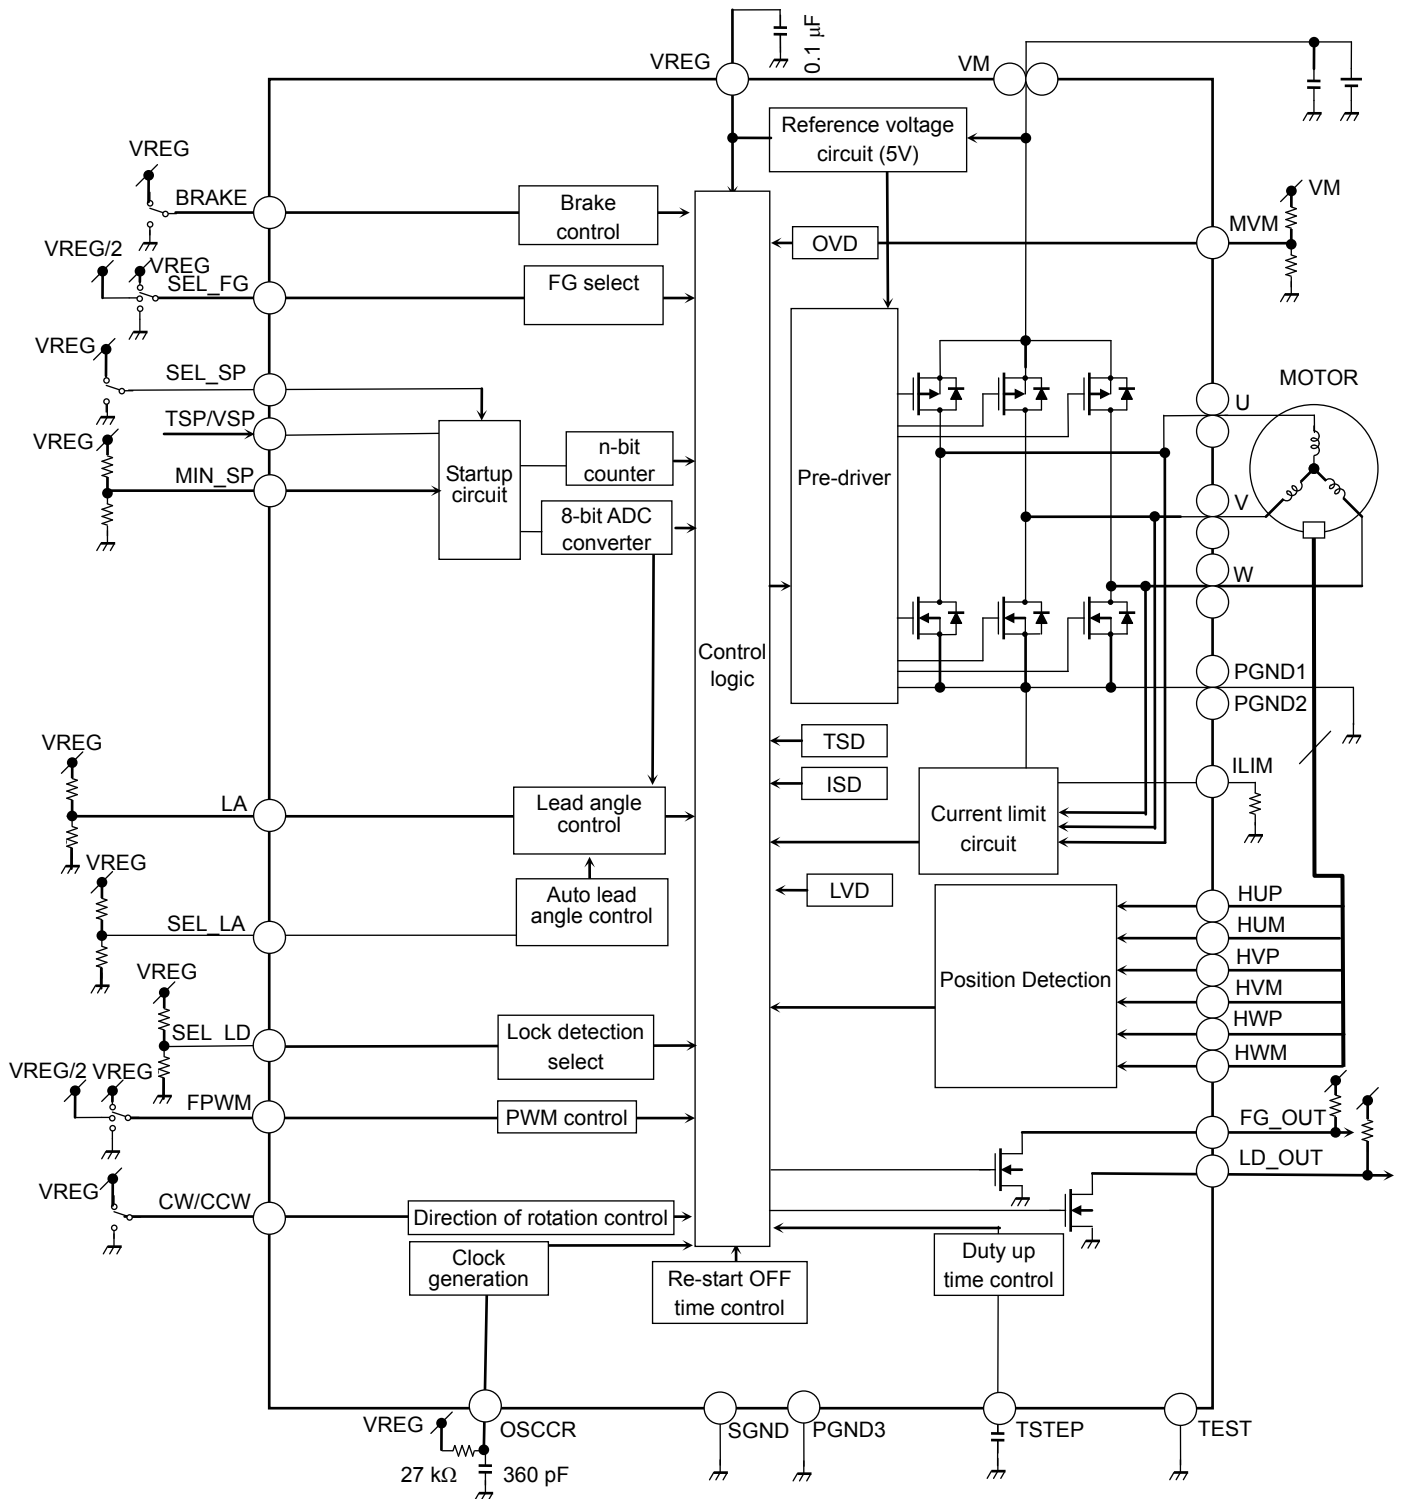 VREG
0.1 μF
VM
Reference voltage
circuit (5V)
VREG
BRAKE
Brake
control
VM
MVM
OVD
VREG/2
VREG
SEL_FG
FG select
VREG
SEL_SP
TSP/VSP
VREG
MIN_SP
Startup
circuit
n-bit
counter
8-bit ADC
converter
Pre-driver
MOTOR
U
V
W
Control
logic
PGND1
PGND2
TSD
ISD
ILIM
VREG
LA
Lead angle
control
Current limit
circuit
VREG
SEL_LA
Auto lead
angle control
LVD
HUP
HUM
HVP
HVM
HWP
HWM
Position Detection
VREG
SEL_LD
Lock detection
select
VREG/2
VREG
FPWM
PWM control
FG_OUT
LD_OUT
VREG
CW/CCW
Direction of rotation control
Clock
generation
Re-start OFF
time control
Duty up
time control
VREG
OSCCR
27 kΩ
360 pF
SGND
PGND3
TSTEP
TEST